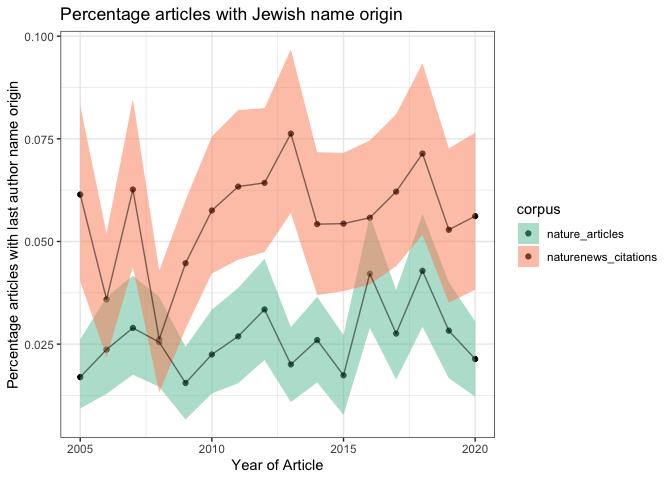 Percentage articles with Jewish name origin
Percentage articles with last author name origin
0.100
0.075
0.050
0.025
2005
2010
2015
2020
Year of Article
corpus
nature_articles
naturenews_citations